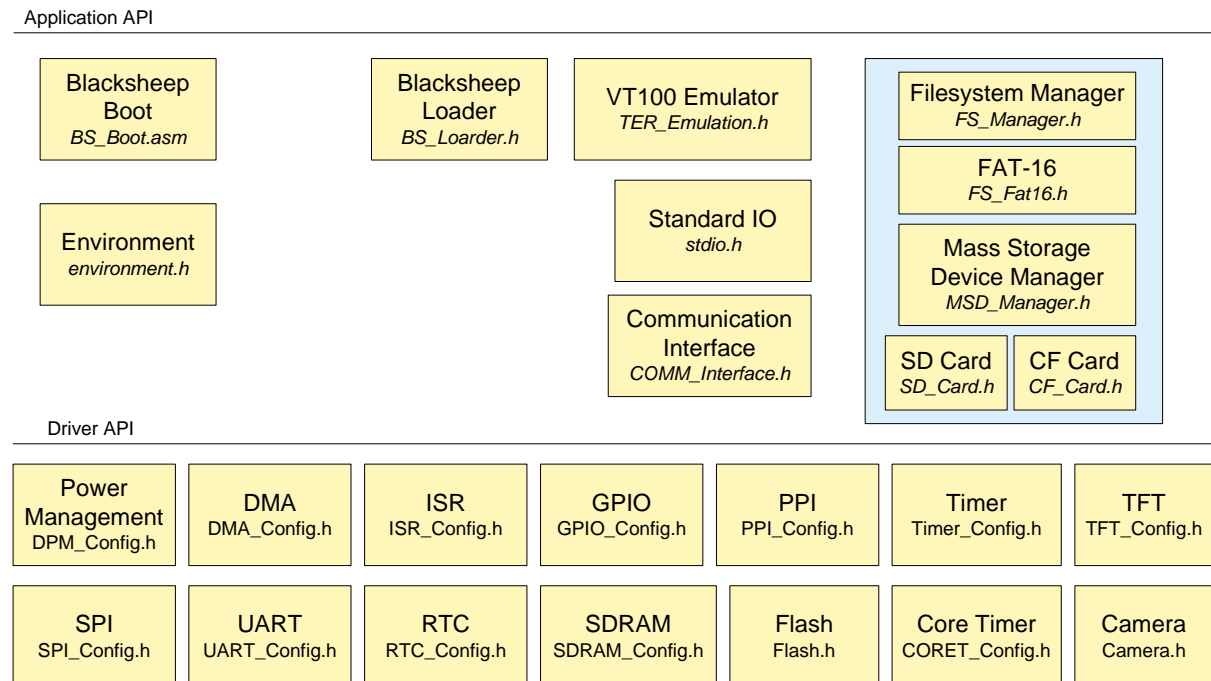 Application API
Blacksheep
Boot
BS_Boot.asm
Blacksheep
Loader
BS_Loarder.h
VT100 Emulator
TER_Emulation.h
Filesystem Manager
FS_Manager.h
FAT-16
FS_Fat16.h
Environment
environment.h
Standard IO
stdio.h
Mass Storage
Device Manager
MSD_Manager.h
Communication
Interface
COMM_Interface.h
SD Card
SD_Card.h
CF Card
CF_Card.h
Driver API
Power
Management
DPM_Config.h
DMA
DMA_Config.h
ISR
ISR_Config.h
GPIO
GPIO_Config.h
PPI
PPI_Config.h
Timer
Timer_Config.h
TFT
TFT_Config.h
SPI
SPI_Config.h
UART
UART_Config.h
RTC
RTC_Config.h
SDRAM
SDRAM_Config.h
Flash
Flash.h
Core Timer
CORET_Config.h
Camera
Camera.h